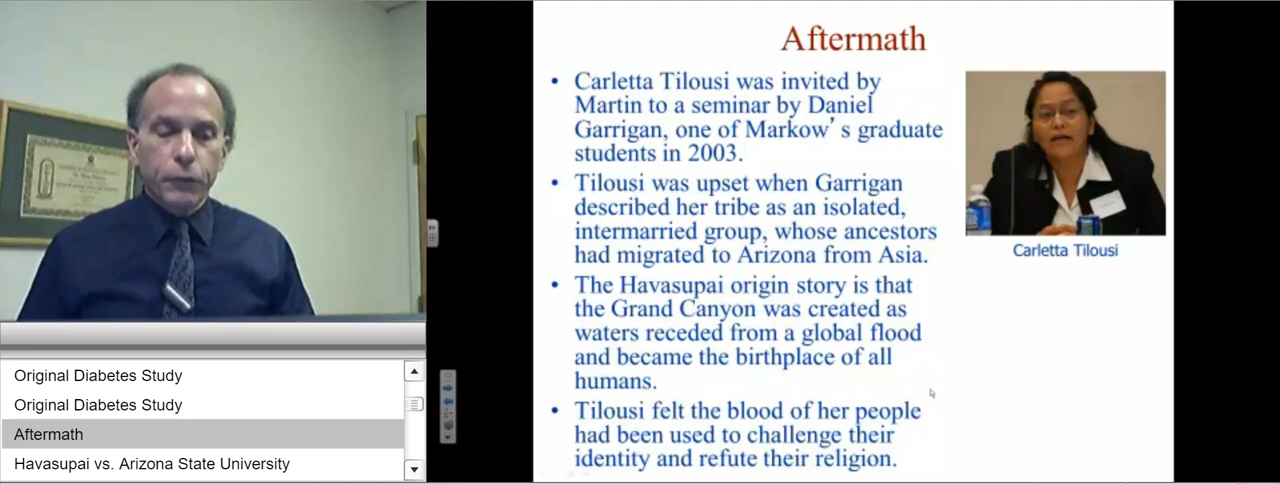 Aftermath
• Carletta Tilousi was invited by
Martin to a seminar by Daniel
Garrigan, one of Markow's graduate
students in 2003.
• Tilousi was upset when Garrigan
described her tribe as an isolated,
intermarried group, whose ancestors
had migrated to Arizona from Asia.
• The Havasupai origin story is that
the Grand Canyon was created as
waters receded from a global flood
and became the birthplace of all
humans.
• Tilousi felt the blood of her people
had been used to challenge their
identity and refute their religion.
Carletta Tilousi
Original Diabetes Study
Original Diabetes Study
Aftermath
Havasupai vs. Arizona State University